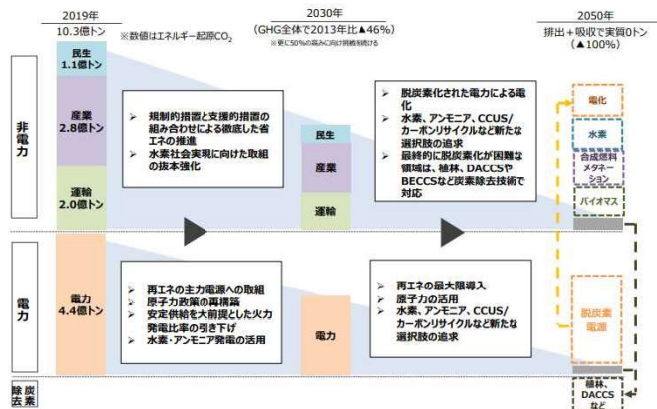 2019年
10.3億トン
※数値はエネルギー起源CO2
2030年
(GHG全体で2013年比▲46%)
※更に50%の高みに向け挑戦を続ける
2050年
排出+吸収で実質0トン
(▲100%)
非電力
民生
1.1億トン
産業
2.8億トン
運輸
2.0億トン
➢ 規制的措置と支援的措置の
組み合わせによる徹底した省
エネの推進
➢ 水素社会実現に向けた取組
の抜本強化
民生
産業
運輸
➢ 脱炭素化された電力による電
化
➢ 水素、アンモニア、CCUS/
カーボンリサイクルなど新たな
選択肢の追求
➢ 最終的に脱炭素化が困難な
領域は、植林、DACCSや
BECCSなど炭素除去技術で
対応
電化
水素
合成燃料
メタネー
ション
バイオマス
電力
電力
4.4億トン
➢ 再エネの主力電源への取組
➢ 原子力政策の再構築
➢ 安定供給を大前提とした火力
発電比率の引き下げ
➢ 水素・アンモニア発電の活用
電力
➢ 再エネの最大限導入
➢ 原子力の活用
➢ 水素、アンモニア、CCUS/
カーボンリサイクルなど新たな
選択肢の追求
脱炭素
電源
炭素除去
植林、
DACCS
など